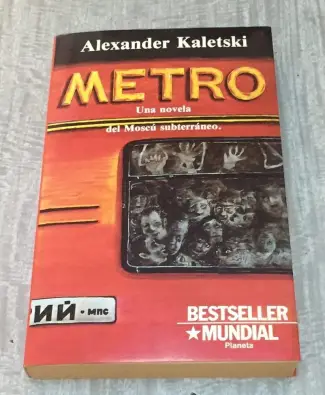 Alexander Kaletski
METRO
Una novela
del Moscú subterráneo.
ИЙ - МПС
BESTSELLER
★MUNDIAL
Planeta